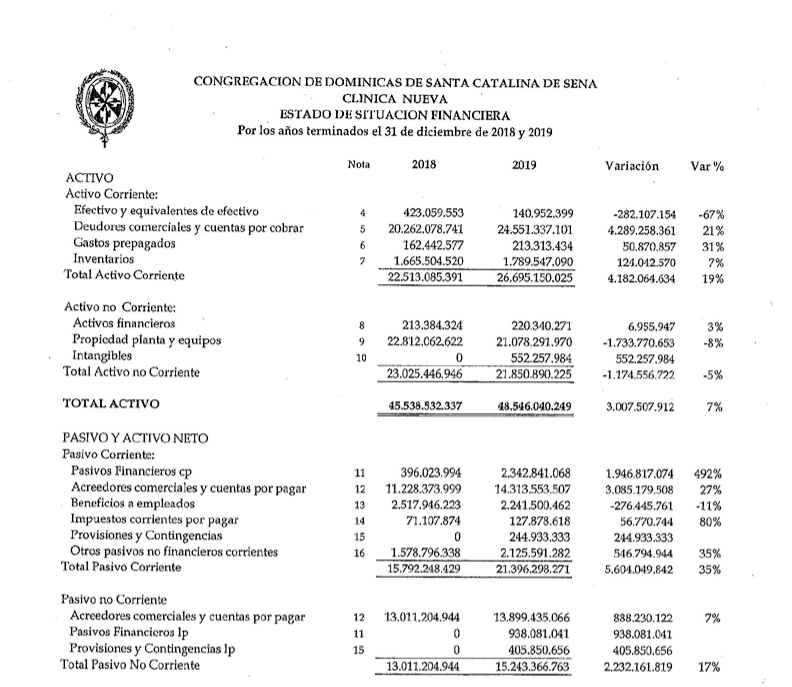 CONGREGACION DE DOMINICAS DE SANTA CATALINA DE SENA
CLINICA NUEVA
ESTADO DE SITUACION FINANCIERA
Por los años terminados el 31 de diciembre de 2018 y 2019
Nota 2018 2019 Variación Var %
ACTIVO
Activo Corriente:
Efectivo y equivalentes de efectivo 4 423.059.553 140.952.399 -282.107.154 -67%
Deudores comerciales y cuentas por cobrar 5 20.262.078.741 24.551.337.101 4.289.258.361 21%
Gastos prepagados 6 162.442.577 213.313.434 50.870.857 31%
Inventarios 7 1.665.504.520 1.789.547.090 124.042.570 7%
Total Activo Corriente 22.513.085.391 26.695.150.025 4.182.064.634 19%
Activo no Corriente:
Activos financieros 8 213.384.324 220.340.271 6.955.947 3%
Propiedad planta y equipos 9 22.812.062.622 21.078.291.970 -1.733.770.653 -8%
Intangibles 10 0 552.257.984 552.257.984
Total Activo no Corriente 23.025.446.946 21.850.890.225 -1.174.556.722 -5%
TOTAL ACTIVO 45.538.532.337 48.546.040.249 3.007.507.912 7%
PASIVO Y ACTIVO NETO
Pasivo Corriente:
Pasivos Financieros cp 11 396.023.994 2.342.841.068 1.946.817.074 492%
Acreedores comerciales y cuentas por pagar 12 11.228.373.999 14.313.553.507 3.085.179.508 27%
Beneficios a empleados 13 2.517.946.223 2.241.500.462 -276.445.761 -11%
Impuestos corrientes por pagar 14 71.107.874 127.878.618 56.770.744 80%
Provisiones y Contingencias 15 0 244.933.333 244.933.333
Otros pasivos no financieros corrientes 16 1.578.796.338 2.125.591.282 546.794.944 35%
Total Pasivo Corriente 15.792.248.429 21.396.298.271 5.604.049.842 35%
Pasivo no Corriente
Acreedores comerciales y cuentas por pagar 12 13.011.204.944 13.899.435.066 888.230.122 7%
Pasivos Financieros lp 11 0 938.081.041 938.081.041
Provisiones y Contingencias lp 15 0 405.850.656 405.850.656
Total Pasivo No Corriente 13.011.204.944 15.243.366.763 2.232.161.819 17%